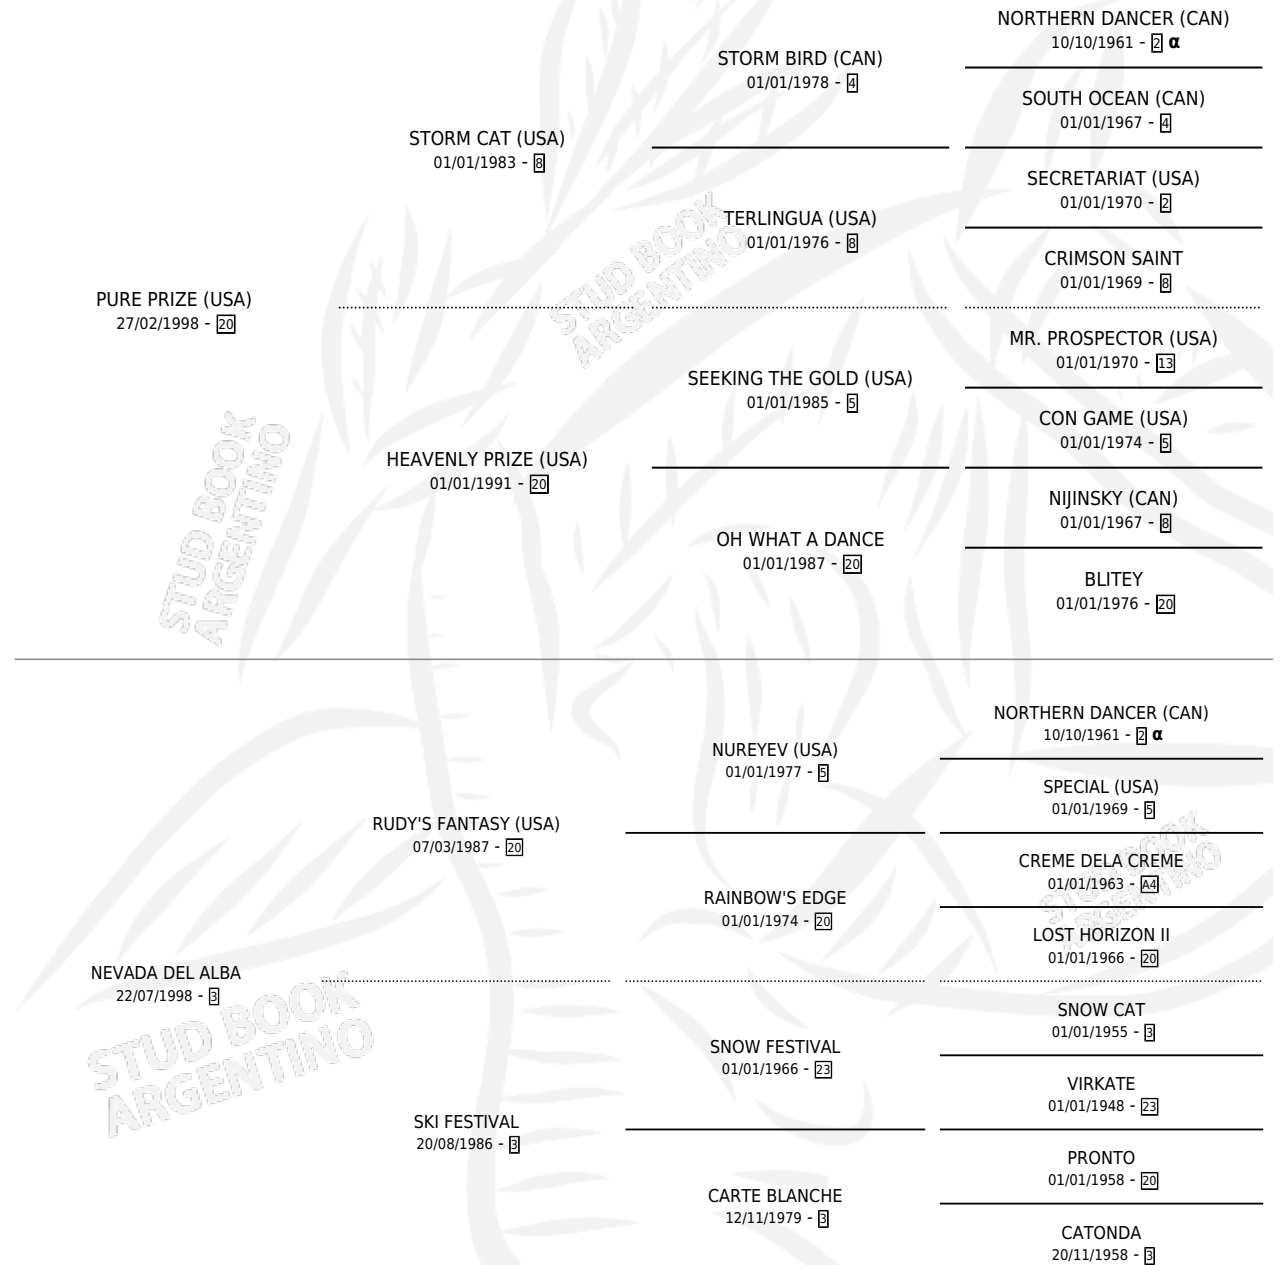 NORTHERN DANCER (CAN)
10/10/1961 - 2 α
STORM BIRD (CAN)
01/01/1978 - 4
SOUTH OCEAN (CAN)
01/01/1967 - 4
STORM CAT (USA)
01/01/1983 - 8
SECRETARIAT (USA)
01/01/1970 - 2
TERLINGUA (USA)
01/01/1976 - 8
CRIMSON SAINT
01/01/1969 - 8
STUD BOOK
ARGENTINO
PURE PRIZE (USA)
27/02/1998 - 20
MR. PROSPECTOR (USA)
01/01/1970 - 13
SEEKING THE GOLD (USA)
01/01/1985 - 5
CON GAME (USA)
01/01/1974 - 5
HEAVENLY PRIZE (USA)
01/01/1991 - 20
NIJINSKY (CAN)
01/01/1967 - 8
OH WHAT A DANCE
01/01/1987 - 20
BLITEY
01/01/1976 - 20
STUD BOOK
ARGENTINO
NORTHERN DANCER (CAN)
10/10/1961 - 2 α
NUREYEV (USA)
01/01/1977 - 5
SPECIAL (USA)
01/01/1969 - 5
RUDY'S FANTASY (USA)
07/03/1987 - 20
CREME DELA CREME
01/01/1963 - A4
RAINBOW'S EDGE
01/01/1974 - 20
LOST HORIZON II
01/01/1966 - 20
STUD BOOK
ARGENTINO
NEVADA DEL ALBA
22/07/1998 - 3
SNOW CAT
01/01/1955 - 3
SNOW FESTIVAL
01/01/1966 - 23
VIRKATE
01/01/1948 - 23
SKI FESTIVAL
20/08/1986 - 3
PRONTO
01/01/1958 - 20
CARTE BLANCHE
12/11/1979 - 3
CATONDA
20/11/1958 - 3
STUD BOOK
ARGENTINO